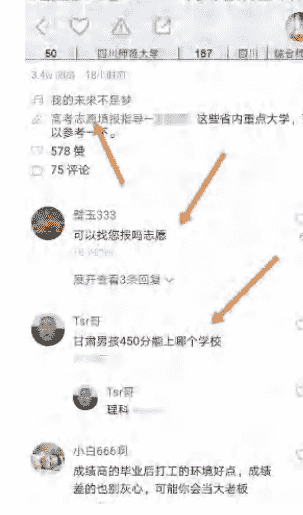 50 四川师范大学 187 四川 综合
3.4w 浏览 18小时前
我的未来不是梦
高考志愿填报指导一 这些省内重点大学,
以参考一下。
578 赞
75 评论
蟹玉333
可以找您报吗志愿
展开查看3条回复
Tsr哥
甘肃男孩450分能上哪个学校
Tsr哥
理科
小白666啊
成绩高的毕业后打工的环境好点,成绩
差的也别灰心,可能你会当大老板